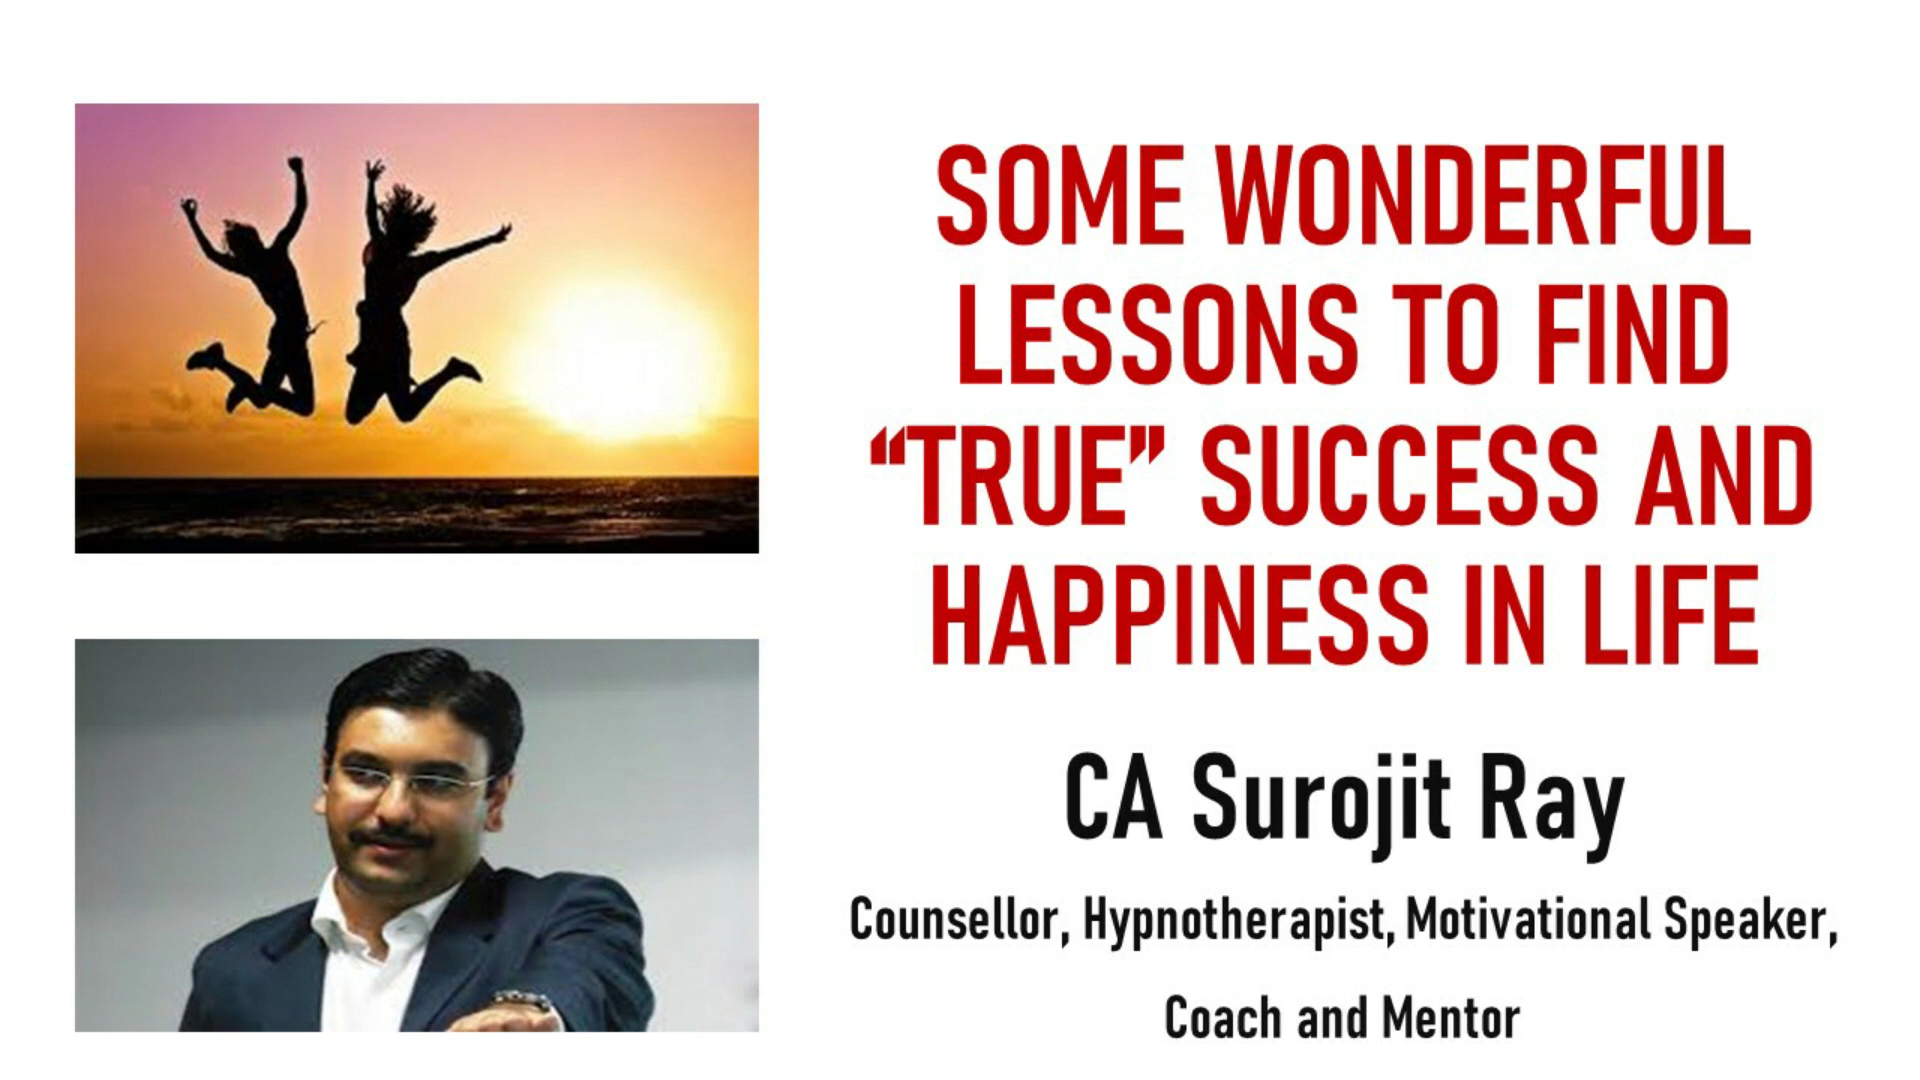 SOME WONDERFUL
LESSONS TO FIND
“TRUE” SUCCESS AND
HAPPINESS IN LIFE
CA Surojit Ray
Counsellor, Hypnotherapist, Motivational Speaker,
Coach and Mentor